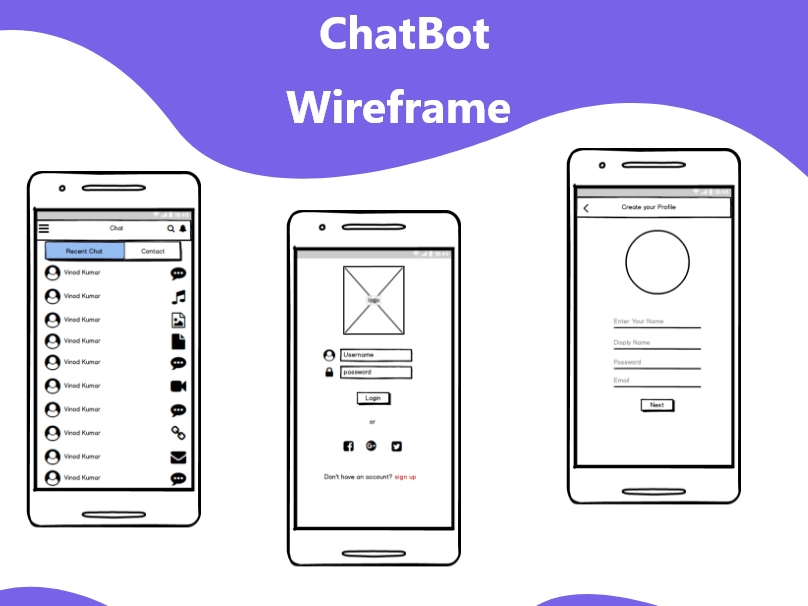 ChatBot
Wireframe
Chat
Recent Chat
Contact
Vinod Kumar
Vinod Kumar
Vinod Kumar
Vinod Kumar
Vinod Kumar
Vinod Kumar
Vinod Kumar
Vinod Kumar
Vinod Kumar
Vinod Kumar
logo
Username
password
Login
or
Don't have an account? sign up
Create your Profile
Enter Your Name
Disply Name
Password
Email
Next